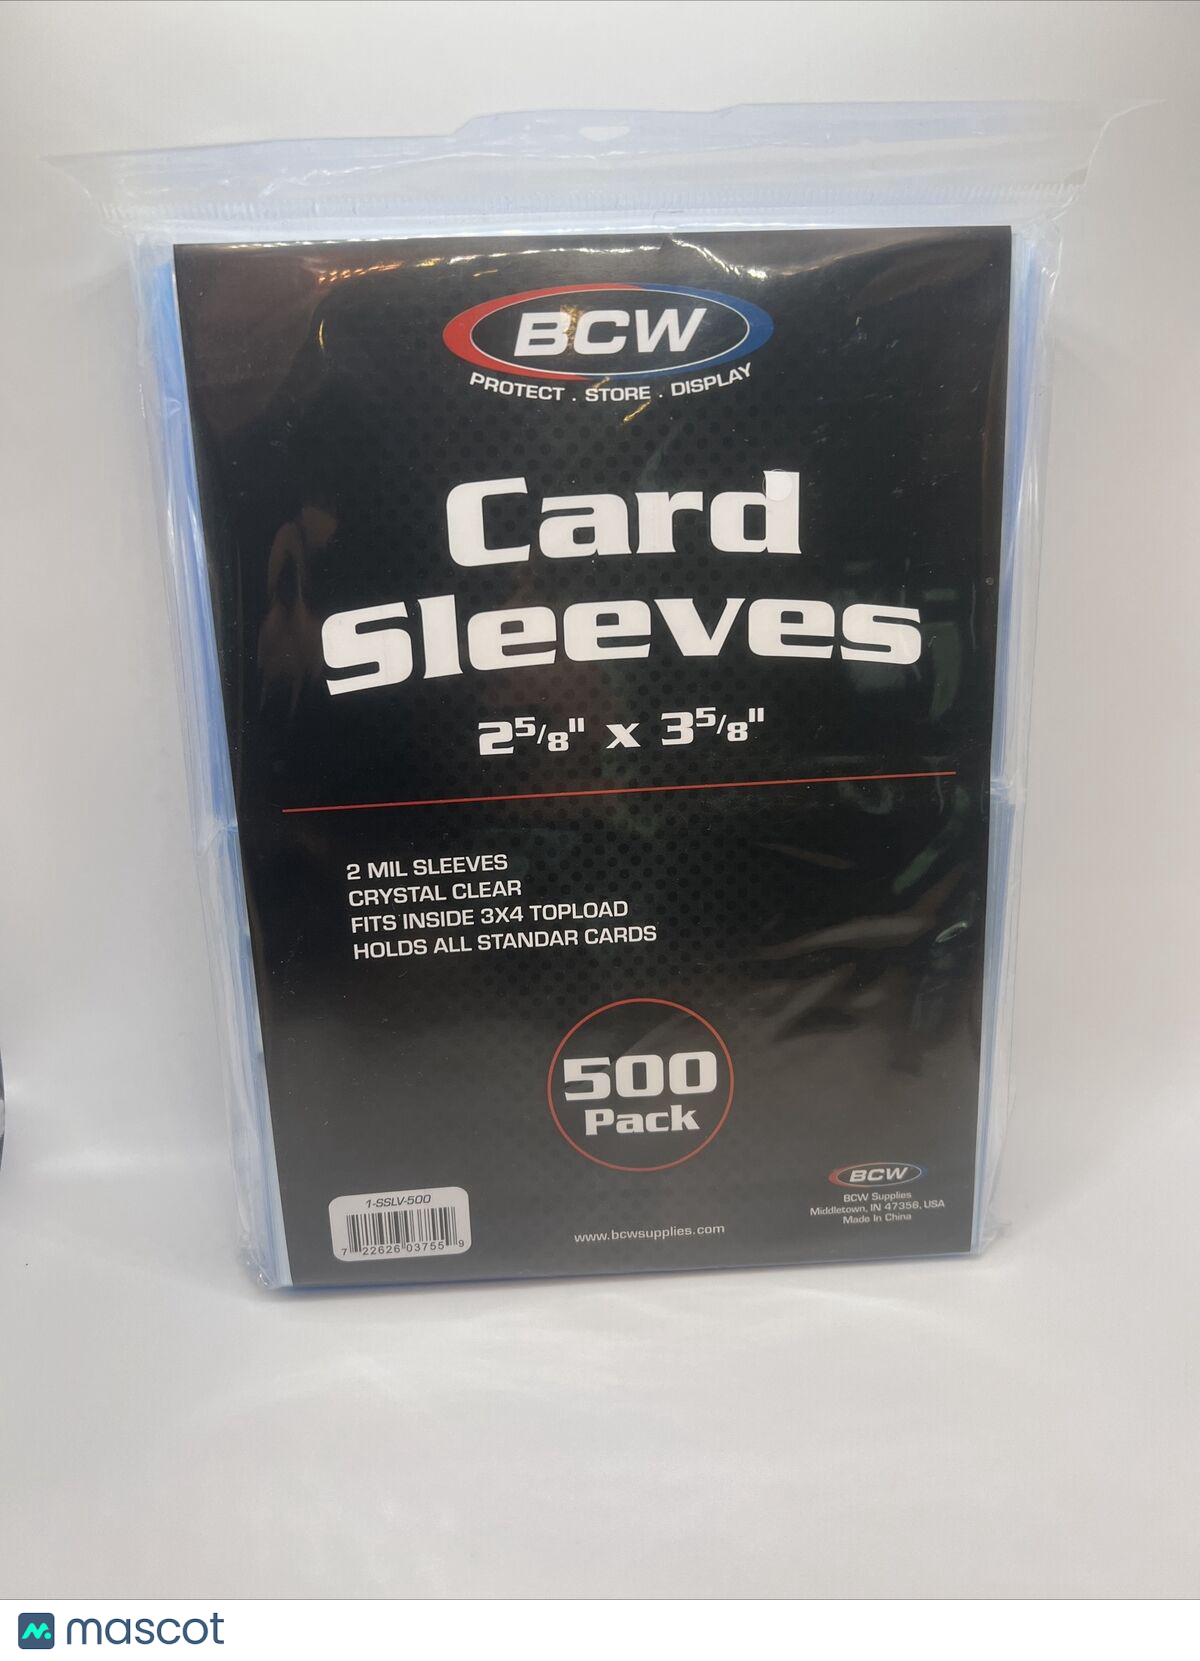 BCW
PROTECT . STORE . DISPLAY
Card
Sleeves
2 5/8" x 3 5/8"
2 MIL SLEEVES
CRYSTAL CLEAR
FITS INSIDE 3X4 TOPLOAD
HOLDS ALL STANDAR CARDS
500
Pack
1-SSLV-500
7 22626 03755 9
www.bcwsupplies.com
BCW
BCW Supplies
Middletown, IN 47356, USA
Made In China
mascot